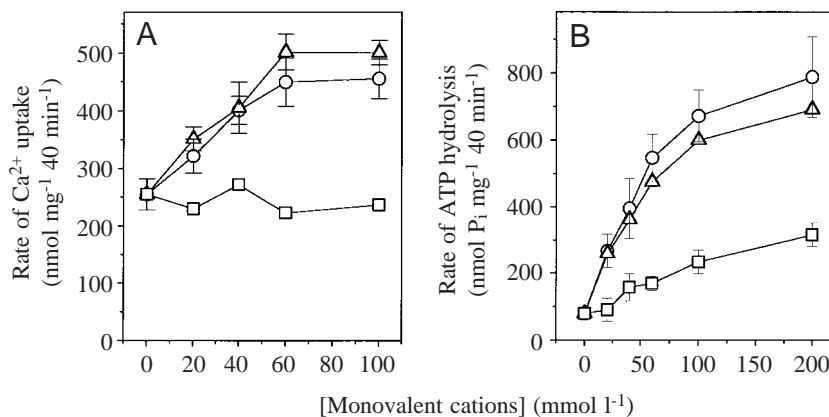 A
Rate of Ca2+ uptake
(nmol mg-1 40 min-1)
500
400
300
250
200
100
0
0 20 40 60 80 100
B
Rate of ATP hydrolysis
(nmol Pi mg-1 40 min-1)
800
600
400
200
0
0 50 100 150 200
[Monovalent cations] (mmol l-1)